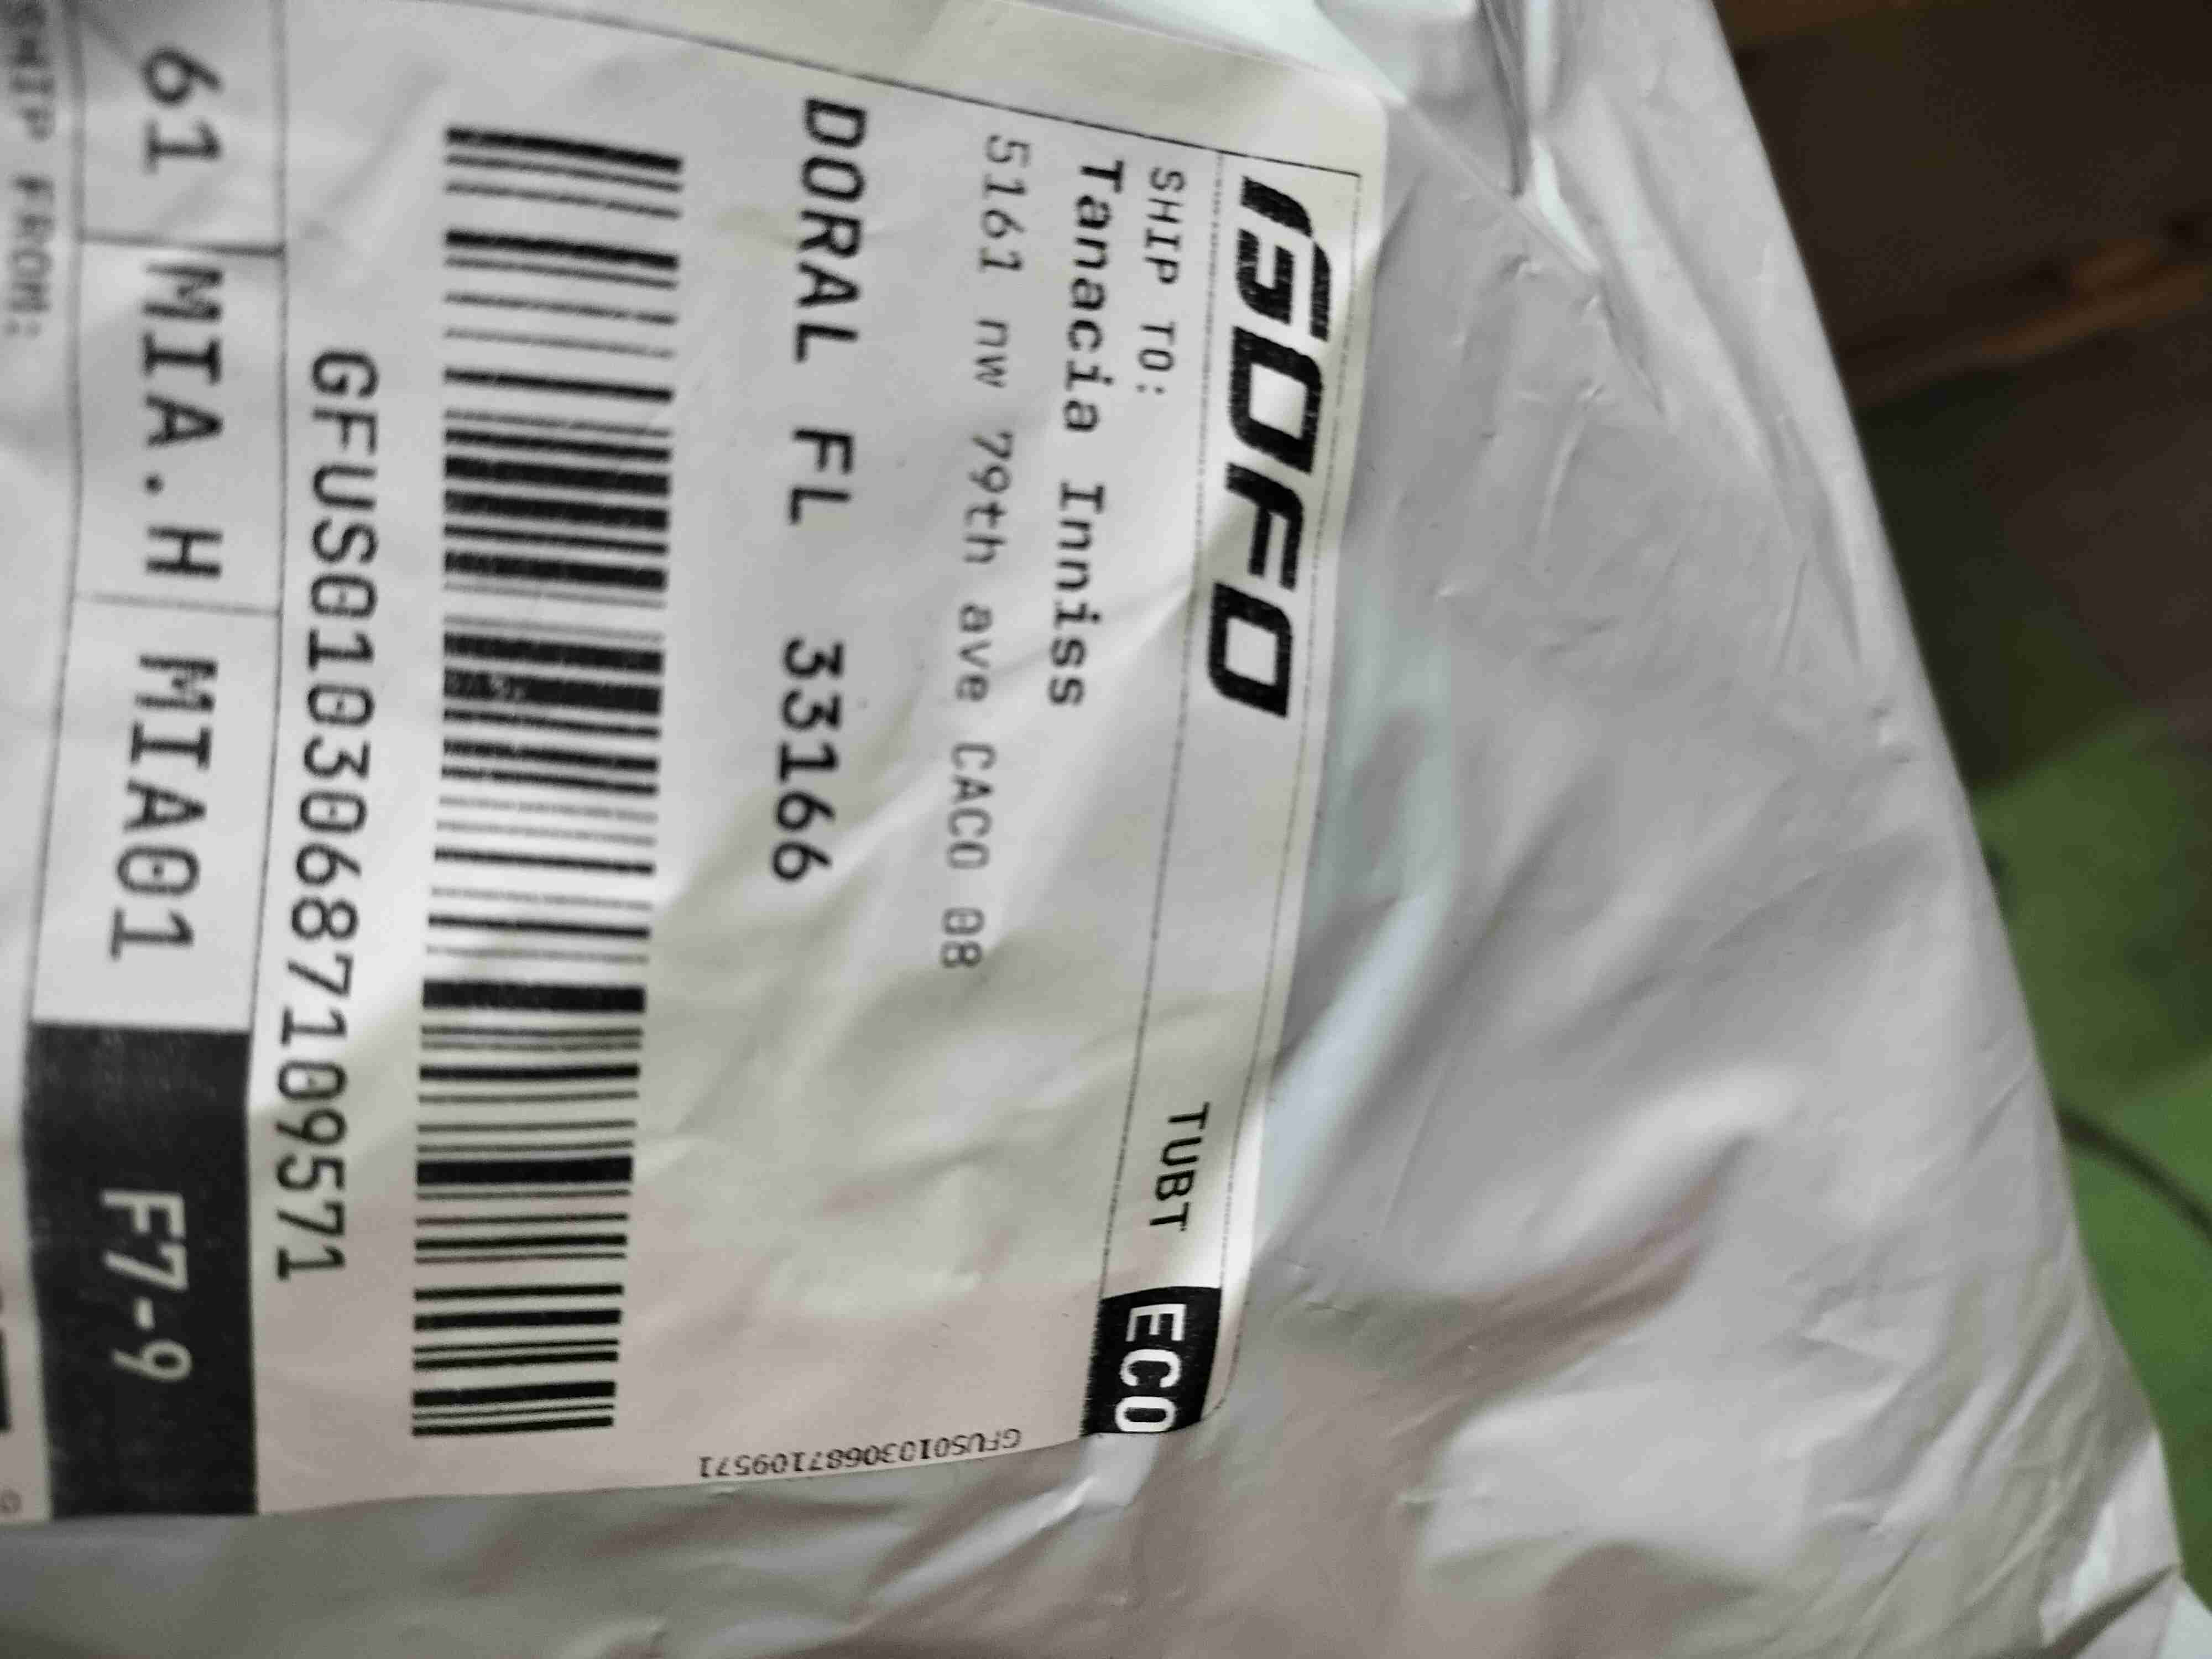 GOFO
TUBT
ECO
SHIP TO:
Tanacia Inniss
5161 nw 79th ave CACO 08
DORAL FL 33166
GFUS01030687109571
GFUS01030687109571
61
MIA.H
MIA01
F7-9
SHIP FROM: